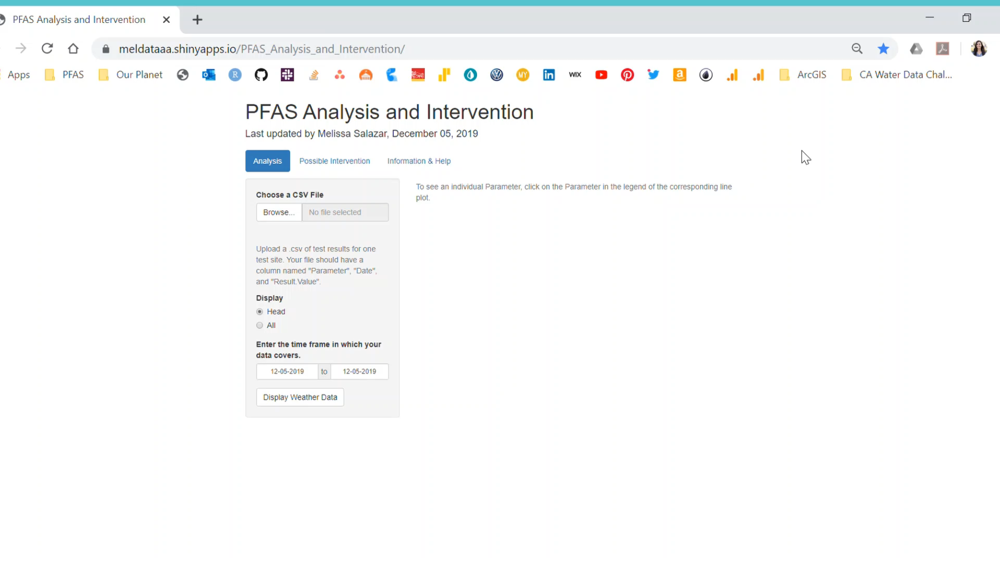 PFAS Analysis and Intervention
meldataaa.shinyapps.io/PFAS_Analysis_and_Intervention/
Apps PFAS Our Planet R MY in WIX a ArcGIS CA Water Data Chal...
PFAS Analysis and Intervention
Last updated by Melissa Salazar, December 05, 2019
Analysis Possible Intervention Information & Help
Choose a CSV File
Browse... No file selected
Upload a .csv of test results for one
test site. Your file should have a
column named "Parameter", "Date",
and "Result.Value".
Display
Head
All
Enter the time frame in which your
data covers.
12-05-2019 to 12-05-2019
Display Weather Data
To see an individual Parameter, click on the Parameter in the legend of the corresponding line
plot.